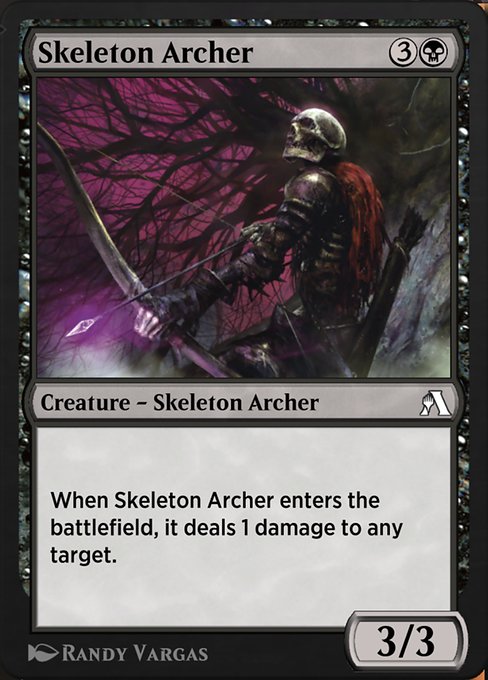 Skeleton Archer 3
Creature – Skeleton Archer
When Skeleton Archer enters the
battlefield, it deals 1 damage to any
target.
3/3
RANDY VARGAS